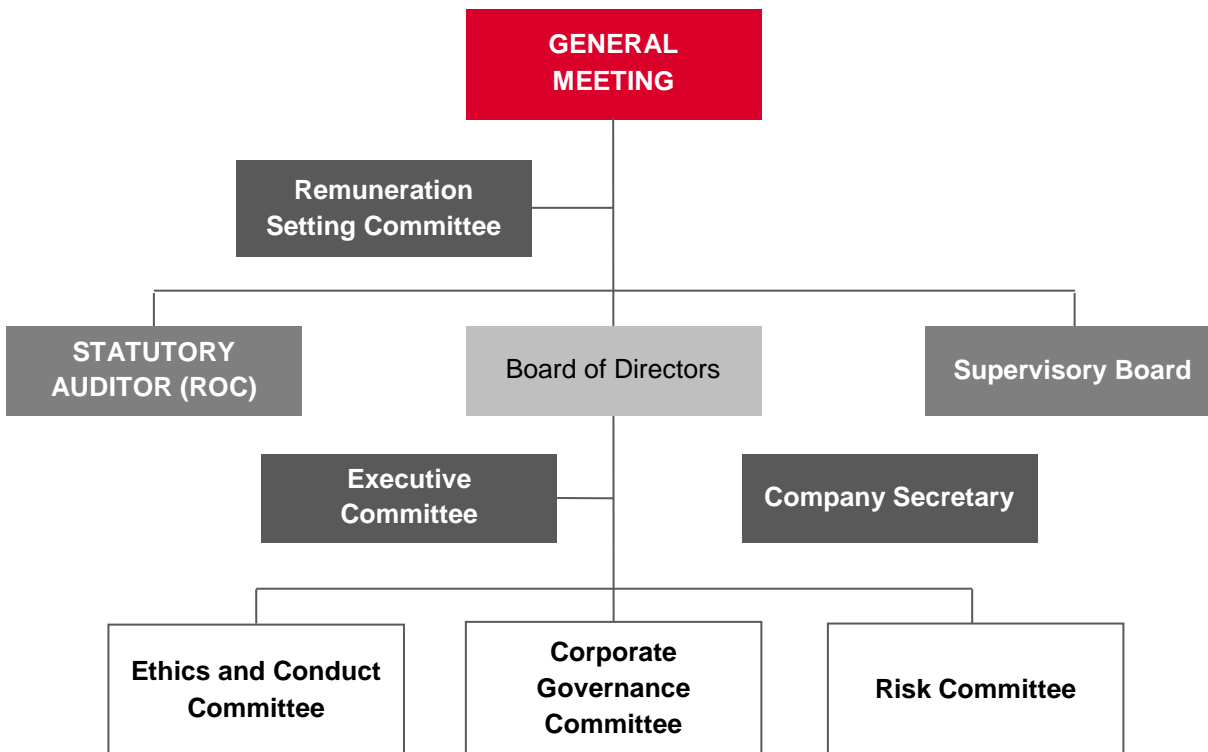 GENERAL
MEETING
Remuneration
Setting Committee
STATUTORY
AUDITOR (ROC)
Board of Directors
Supervisory Board
Executive
Committee
Company Secretary
Ethics and Conduct
Committee
Corporate
Governance
Committee
Risk Committee